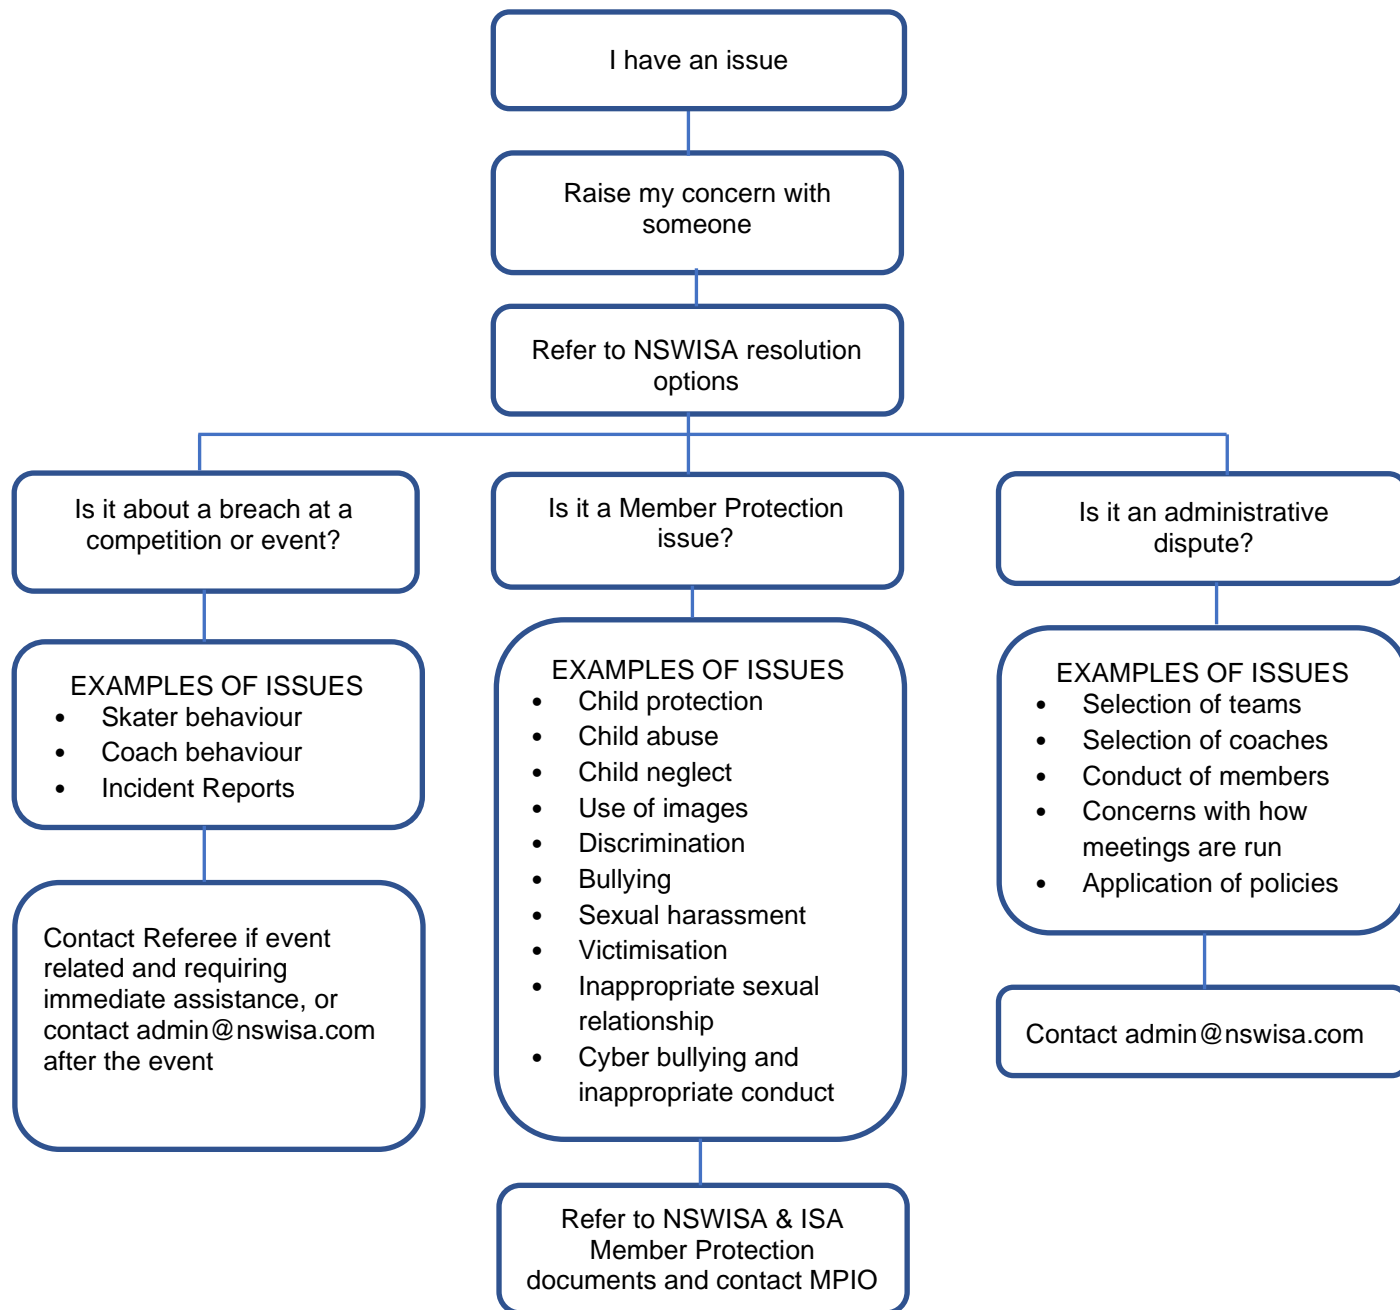 I have an issue
Raise my concern with
someone
Refer to NSWISA resolution
options
Is it about a breach at a
competition or event?
EXAMPLES OF ISSUES
• Skater behaviour
• Coach behaviour
• Incident Reports
Contact Referee if event
related and requiring
immediate assistance, or
contact admin@nswisa.com
after the event
Is it a Member Protection
issue?
EXAMPLES OF ISSUES
• Child protection
• Child abuse
• Child neglect
• Use of images
• Discrimination
• Bullying
• Sexual harassment
• Victimisation
• Inappropriate sexual
relationship
• Cyber bullying and
inappropriate conduct
Refer to NSWISA & ISA
Member Protection
documents and contact MPIO
Is it an administrative
dispute?
EXAMPLES OF ISSUES
• Selection of teams
• Selection of coaches
• Conduct of members
• Concerns with how
meetings are run
• Application of policies
Contact admin@nswisa.com